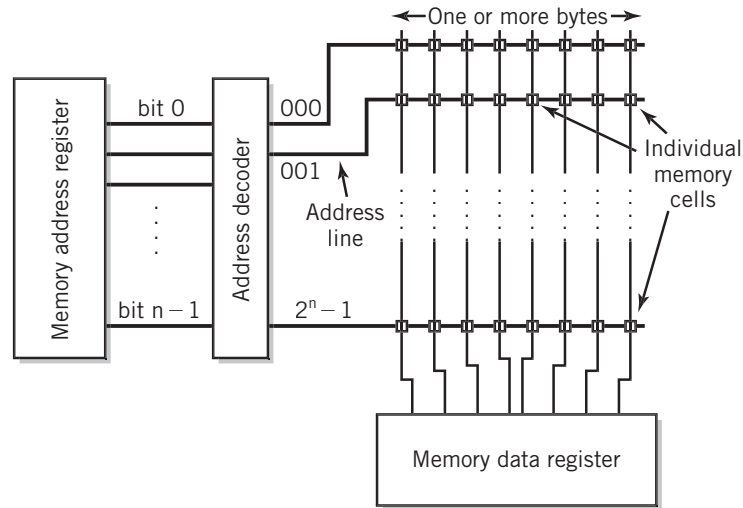 One or more bytes
Memory address register
bit 0
bit n – 1
Address decoder
000
001
Address
line
2ⁿ – 1
Individual
memory
cells
Memory data register